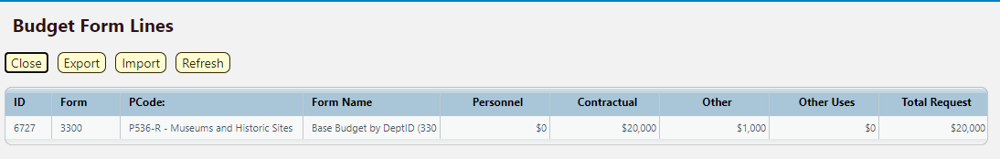 Budget Form Lines
Close Export Import Refresh
ID Form PCode: Form Name Personnel Contractual Other Other Uses Total Request
6727 3300 P536-R - Museums and Historic Sites Base Budget by DeptID (330 $0 $20,000 $1,000 $0 $20,000